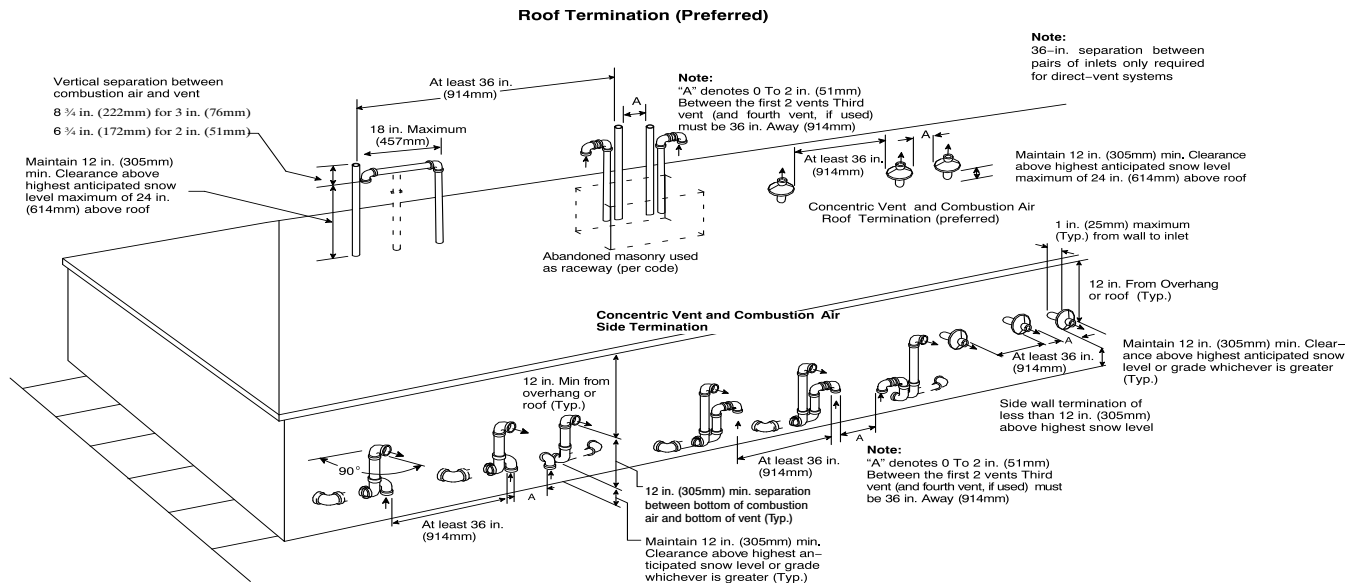 Roof Termination (Preferred)
Note:
36–in. separation between
pairs of inlets only required
for direct–vent systems
Vertical separation between
combustion air and vent
8 ¾ in. (222mm) for 3 in. (76mm)
6 ¾ in. (172mm) for 2 in. (51mm)
At least 36 in.
(914mm)
18 in. Maximum
(457mm)
A
Note:
“A” denotes 0 To 2 in. (51mm)
Between the first 2 vents Third
vent (and fourth vent, if used)
must be 36 in. Away (914mm)
Maintain 12 in. (305mm)
min. Clearance above
highest anticipated snow
level maximum of 24 in.
(614mm) above roof
At least 36 in.
(914mm)
A
Maintain 12 in. (305mm) min. Clearance
above highest anticipated snow level
maximum of 24 in. (614mm) above roof
Concentric Vent and Combustion Air
Roof Termination (preferred)
Abandoned masonry used
as raceway (per code)
1 in. (25mm) maximum
(Typ.) from wall to inlet
12 in. From Overhang
or roof (Typ.)
Concentric Vent and Combustion Air
Side Termination
At least 36 in.
(914mm)
A
Maintain 12 in. (305mm) min. Clear–
ance above highest anticipated snow
level or grade whichever is greater
(Typ.)
12 in. Min from
overhang or
roof (Typ.)
Side wall termination of
less than 12 in. (305mm)
above highest snow level
90°
At least 36 in.
(914mm)
A
At least 36 in.
(914mm)
A
Note:
“A” denotes 0 To 2 in. (51mm)
Between the first 2 vents Third
vent (and fourth vent, if used) must
be 36 in. Away (914mm)
12 in. (305mm) min. separation
between bottom of combustion
air and bottom of vent (Typ.)
Maintain 12 in. (305mm) min.
Clearance above highest an–
ticipated snow level or grade
whichever is greater (Typ.)